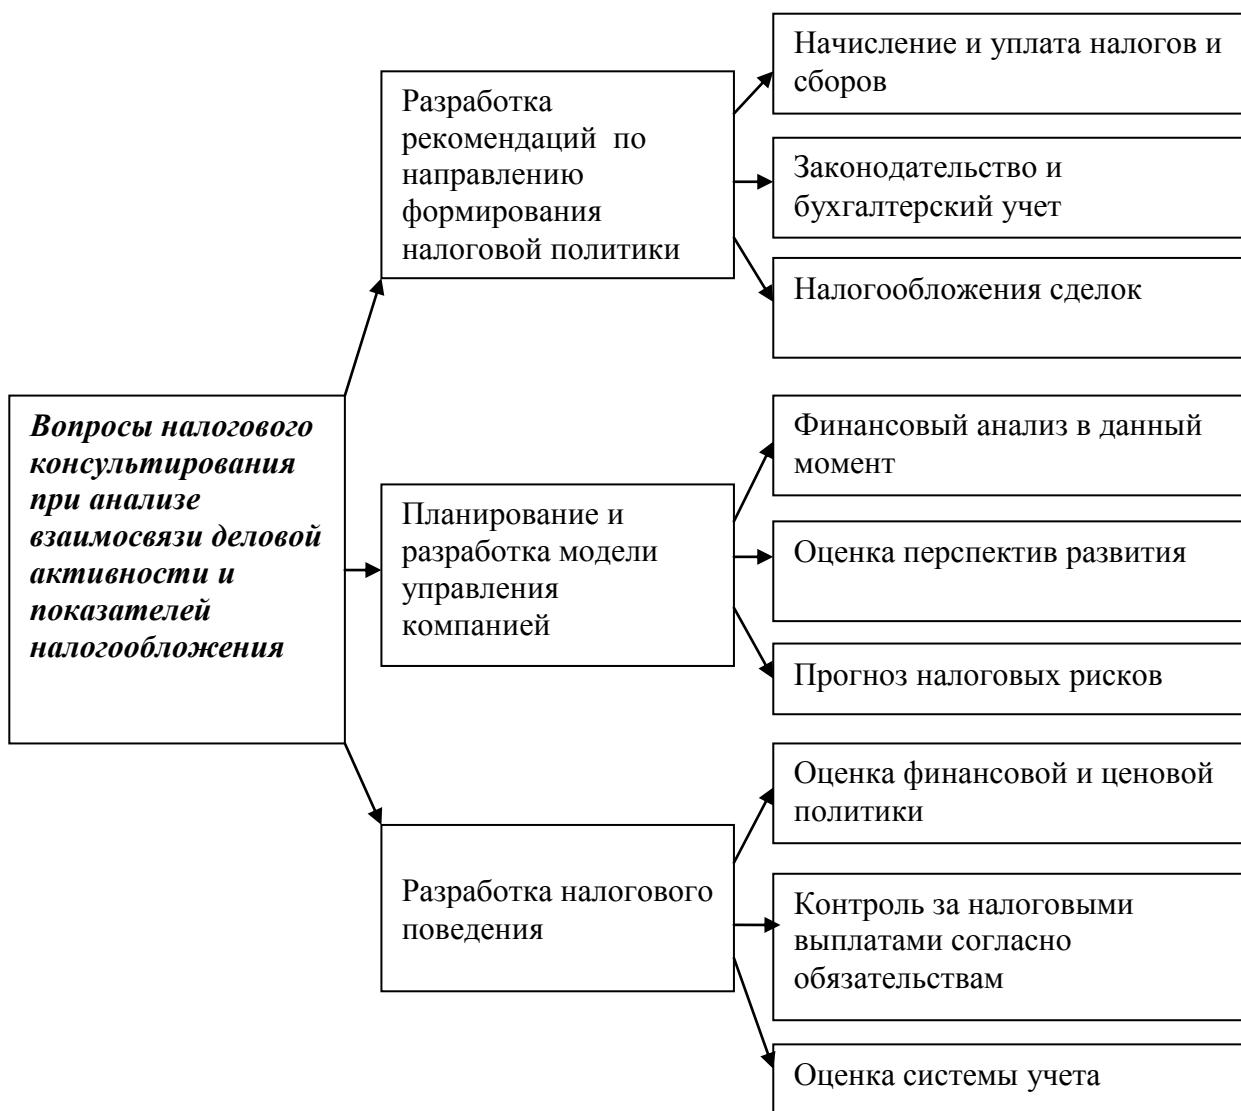 Вопросы налогового
консультирования
при анализе
взаимосвязи деловой
активности и
показателей
налогообложения
Разработка
рекомендаций по
направлению
формирования
налоговой политики
Начисление и уплата налогов и
сборов
Законодательство и
бухгалтерский учет
Налогообложения сделок
Планирование и
разработка модели
управления
компанией
Финансовый анализ в данный
момент
Оценка перспектив развития
Прогноз налоговых рисков
Разработка налогового
поведения
Оценка финансовой и ценовой
политики
Контроль за налоговыми
выплатами согласно
обязательствам
Оценка системы учета